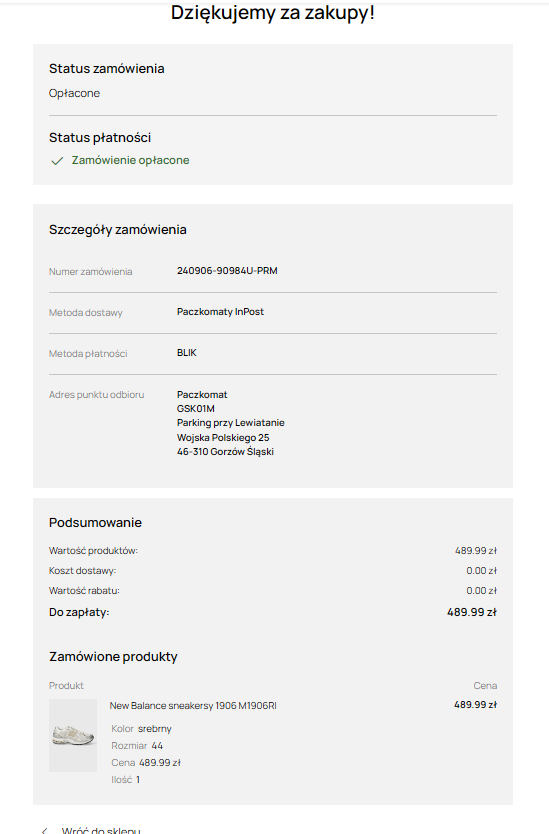 Dziękujemy za zakupy!
Status zamówienia
Opłacone
Status płatności
Zamówienie opłacone
Szczegóły zamówienia
Numer zamówienia 240906-90984U-PRM
Metoda dostawy Paczkomaty InPost
Metoda płatności BLIK
Adres punktu odbioru Paczkomat
GSK01M
Parking przy Lewiatanie
Wojska Polskiego 25
46-310 Gorzów Śląski
Podsumowanie
Wartość produktów: 489.99 zł
Koszt dostawy: 0.00 zł
Wartość rabatu: 0.00 zł
Do zapłaty: 489.99 zł
Zamówione produkty
Produkt Cena
New Balance sneakersy 1906 M1906RI 489.99 zł
Kolor srebrny
Rozmiar 44
Cena 489.99 zł
Ilość 1
Wróć do sklepu